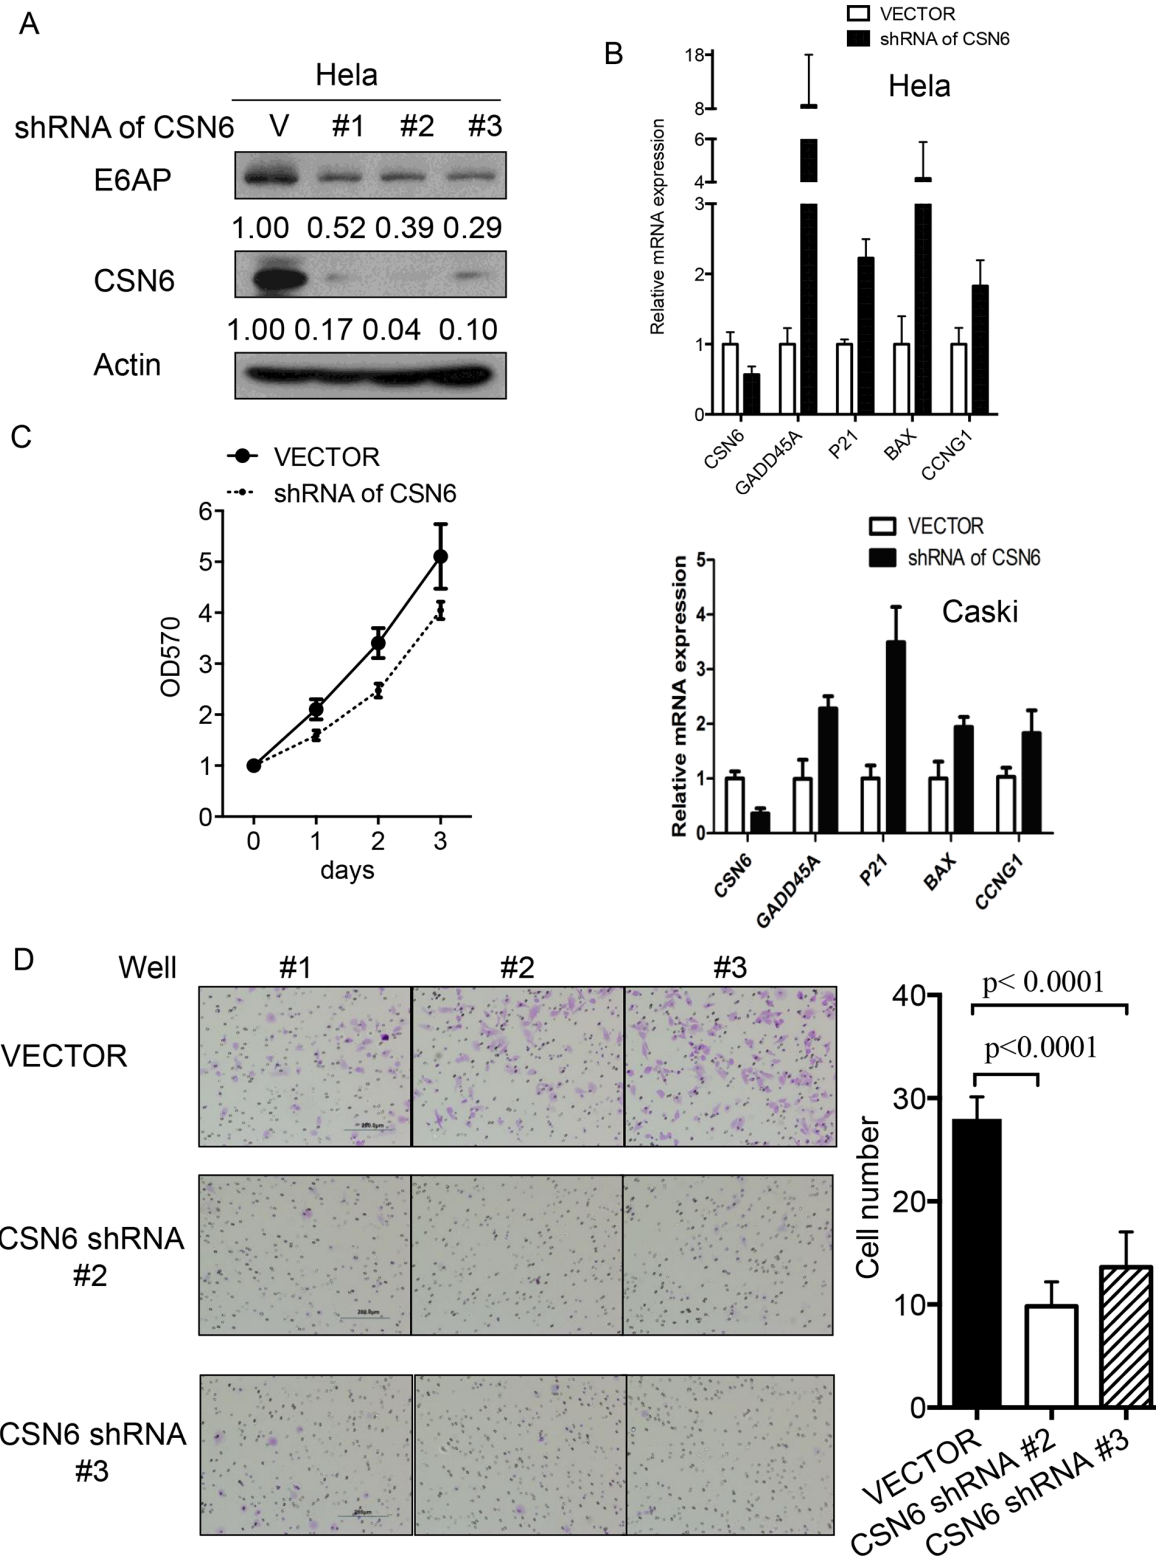 A
Hela
shRNA of CSN6 V #1 #2 #3
E6AP
1.00 0.52 0.39 0.29
CSN6
1.00 0.17 0.04 0.10
Actin
B
VECTOR
shRNA of CSN6
Hela
Relative mRNA expression
18
8
6
4
3
2
1
0
CSN6
GADD45A
P21
BAX
CCNG1
VECTOR
shRNA of CSN6
Caski
Relative mRNA expression
5
4
3
2
1
0
CSN6
GADD45A
P21
BAX
CCNG1
C
VECTOR
shRNA of CSN6
OD570
6
5
4
3
2
1
0
0 1 2 3
days
D
Well #1 #2 #3
VECTOR
CSN6 shRNA
#2
200.0µm
CSN6 shRNA
#3
p< 0.0001
p<0.0001
Cell number
40
30
20
10
0
VECTOR
CSN6 shRNA #2
CSN6 shRNA #3